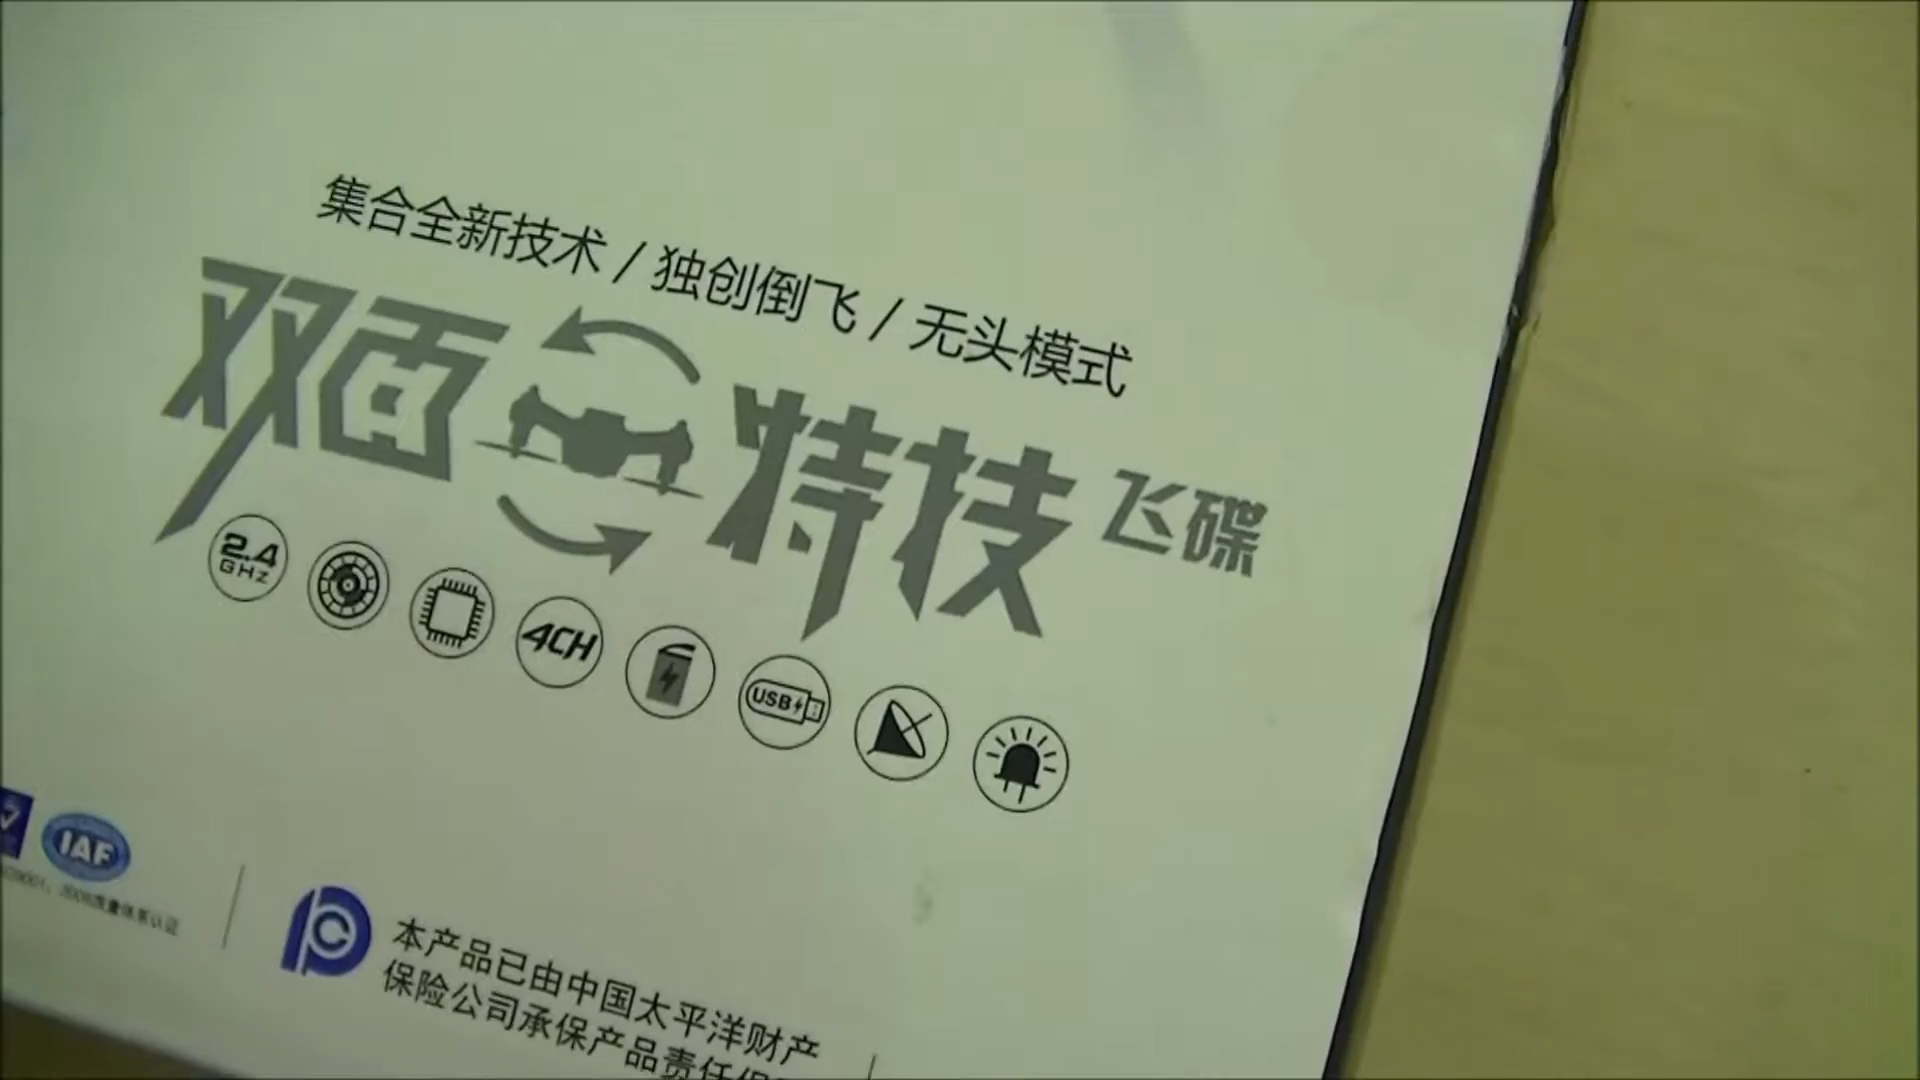 集合全新技术 / 独创倒飞 / 无头模式
双面特技飞碟
2.4 GHz
4CH
USB
IAF
本产品已由中国太平洋财产
保险公司承保产品责任